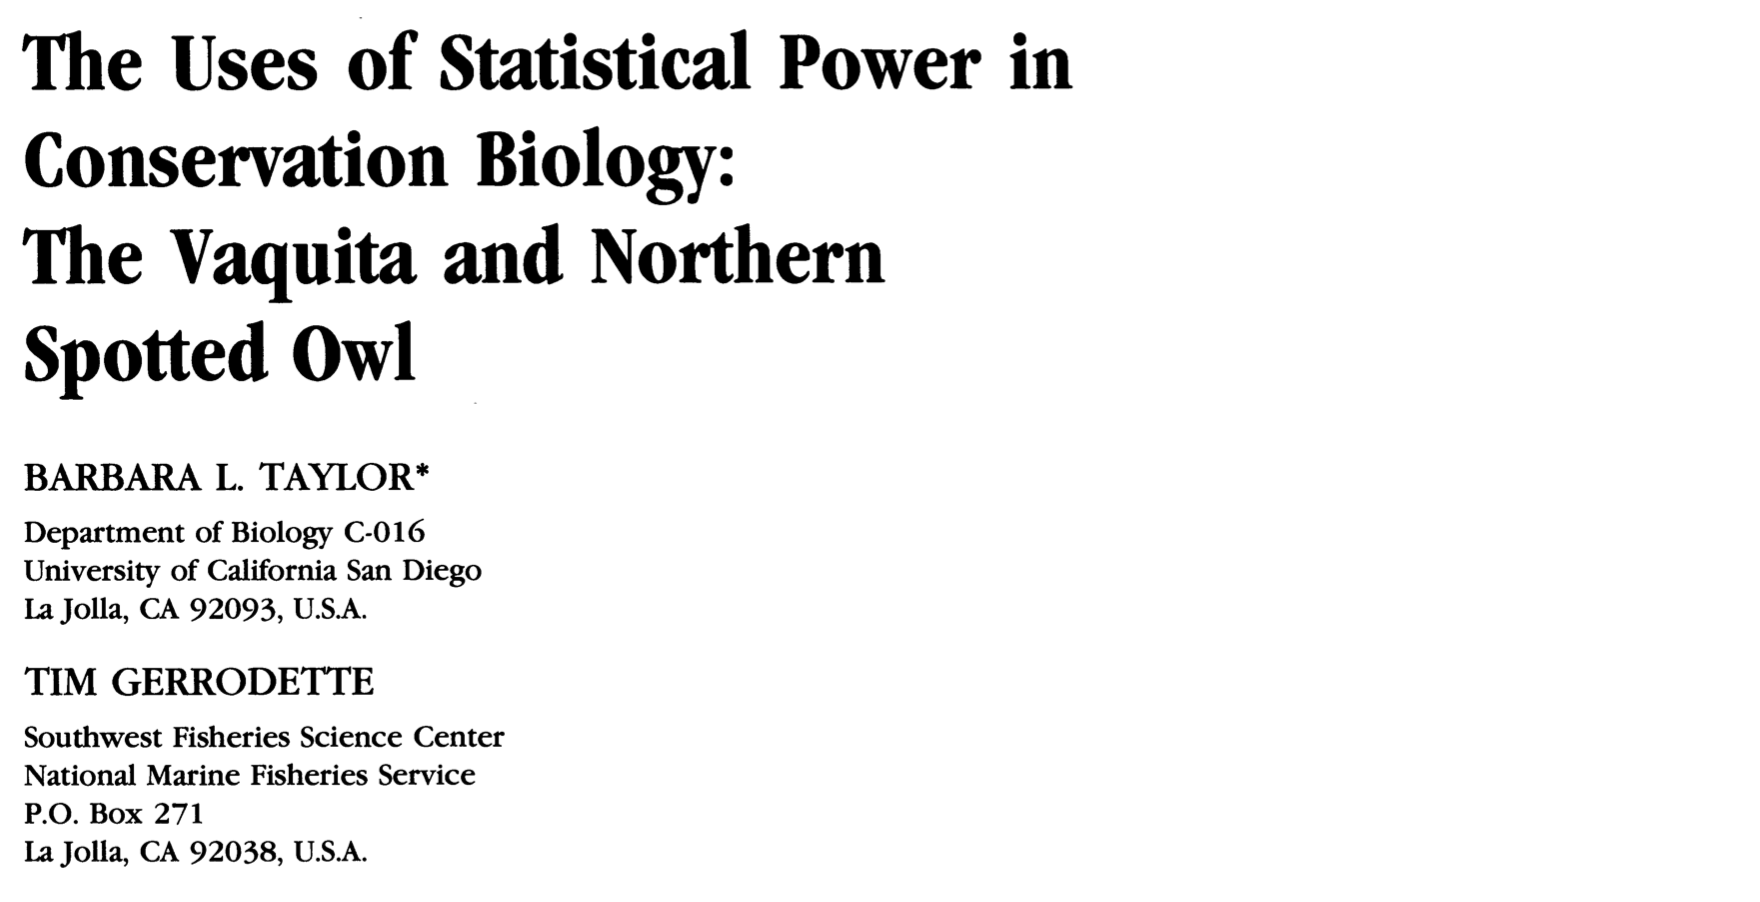 The Uses of Statistical Power in
Conservation Biology:
The Vaquita and Northern
Spotted Owl
BARBARA L. TAYLOR*
Department of Biology C-016
University of California San Diego
La Jolla, CA 92093, U.S.A.
TIM GERRODETTE
Southwest Fisheries Science Center
National Marine Fisheries Service
P.O. Box 271
La Jolla, CA 92038, U.S.A.